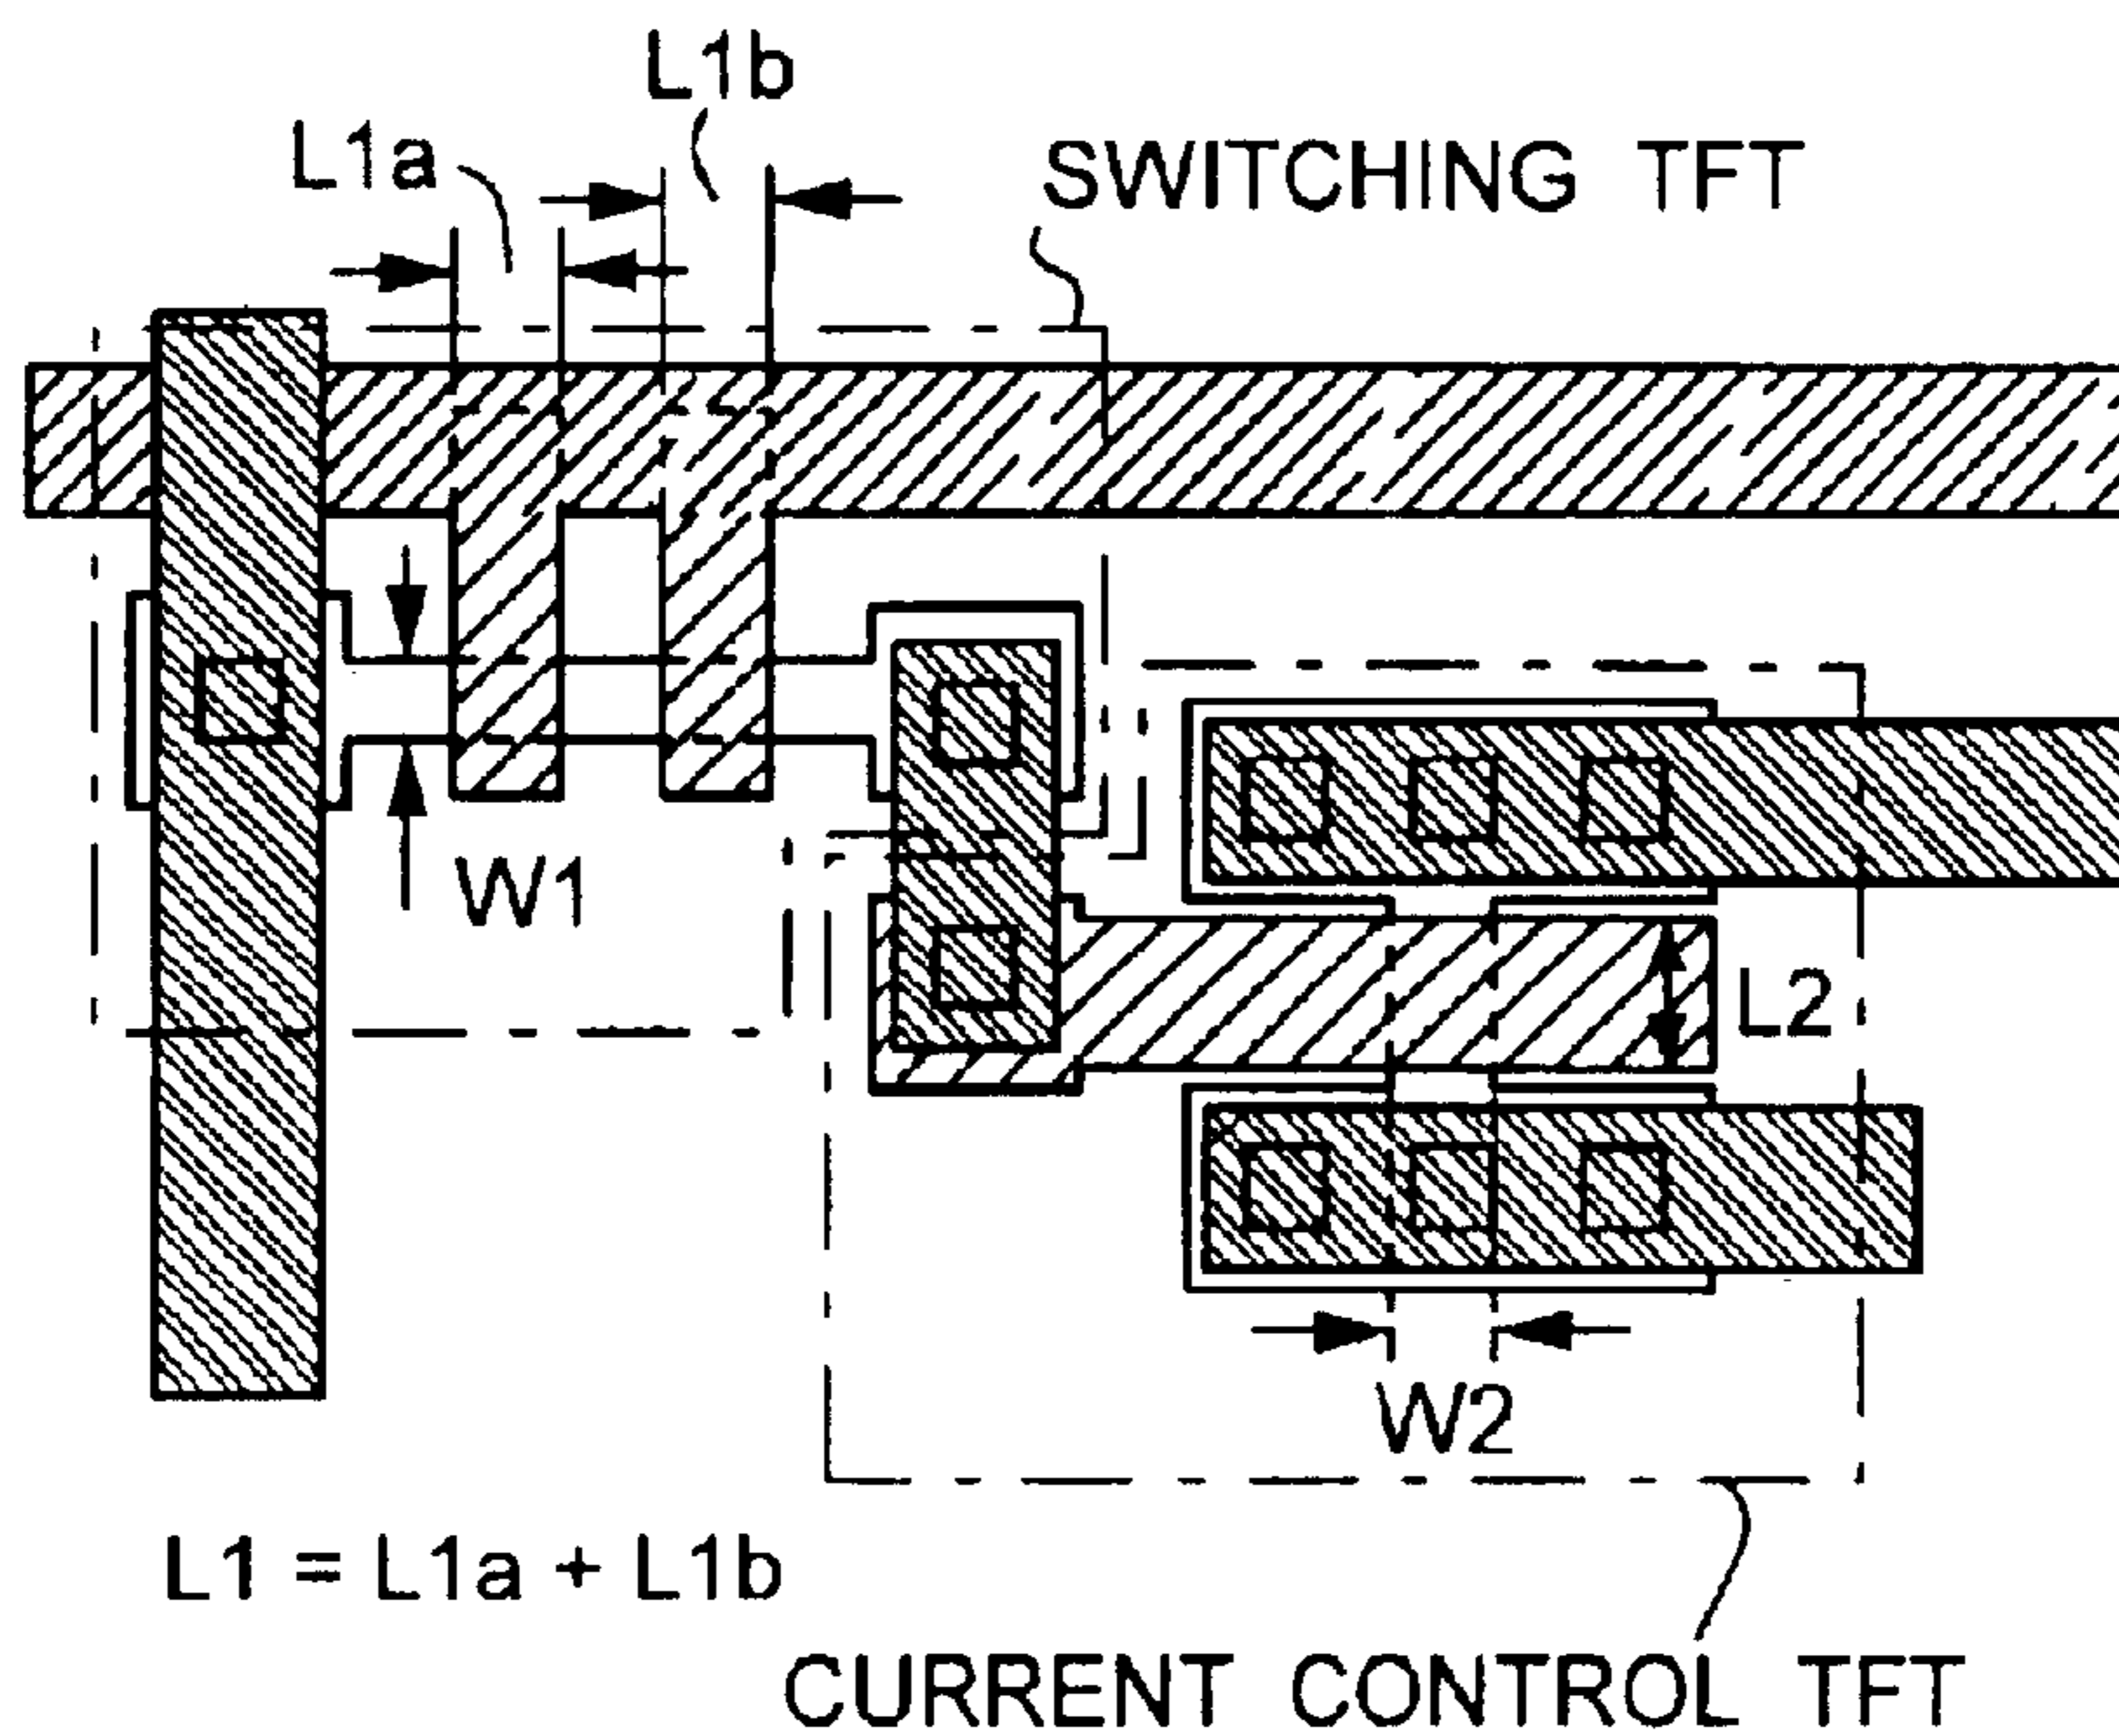 L1b
L1a
SWITCHING TFT
W1
L2
W2
L1 = L1a + L1b
CURRENT CONTROL TFT